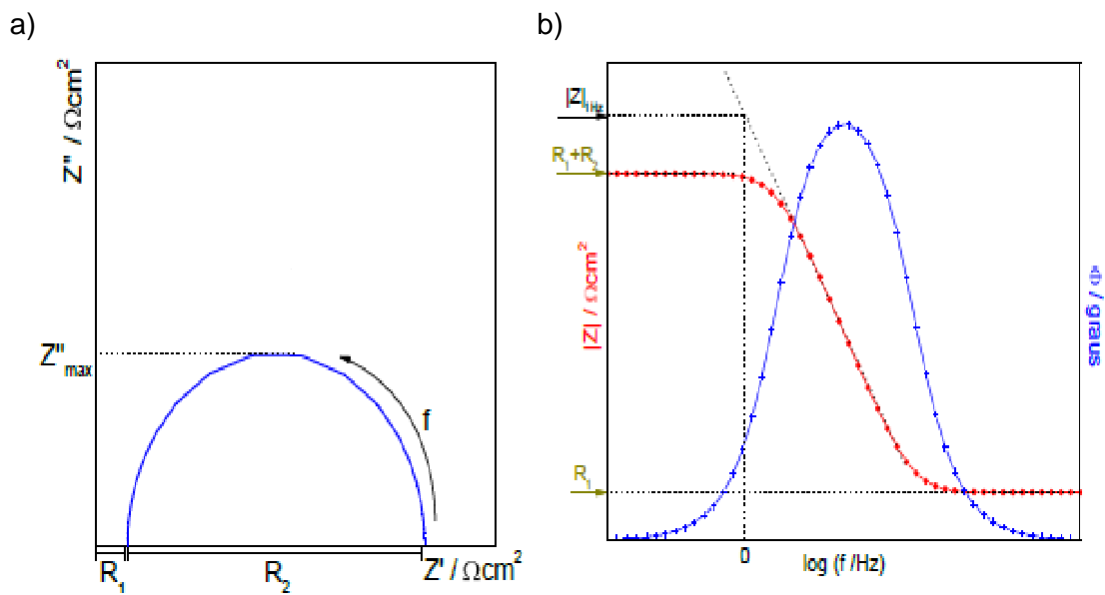 a)
Z" / Ωcm²
Z"max
f
R₁
R₂
Z' / Ωcm²
b)
|Z|1Hz
R₁+R₂
|Z| / Ωcm²
R₁
0
log (f /Hz)
Φ / graus